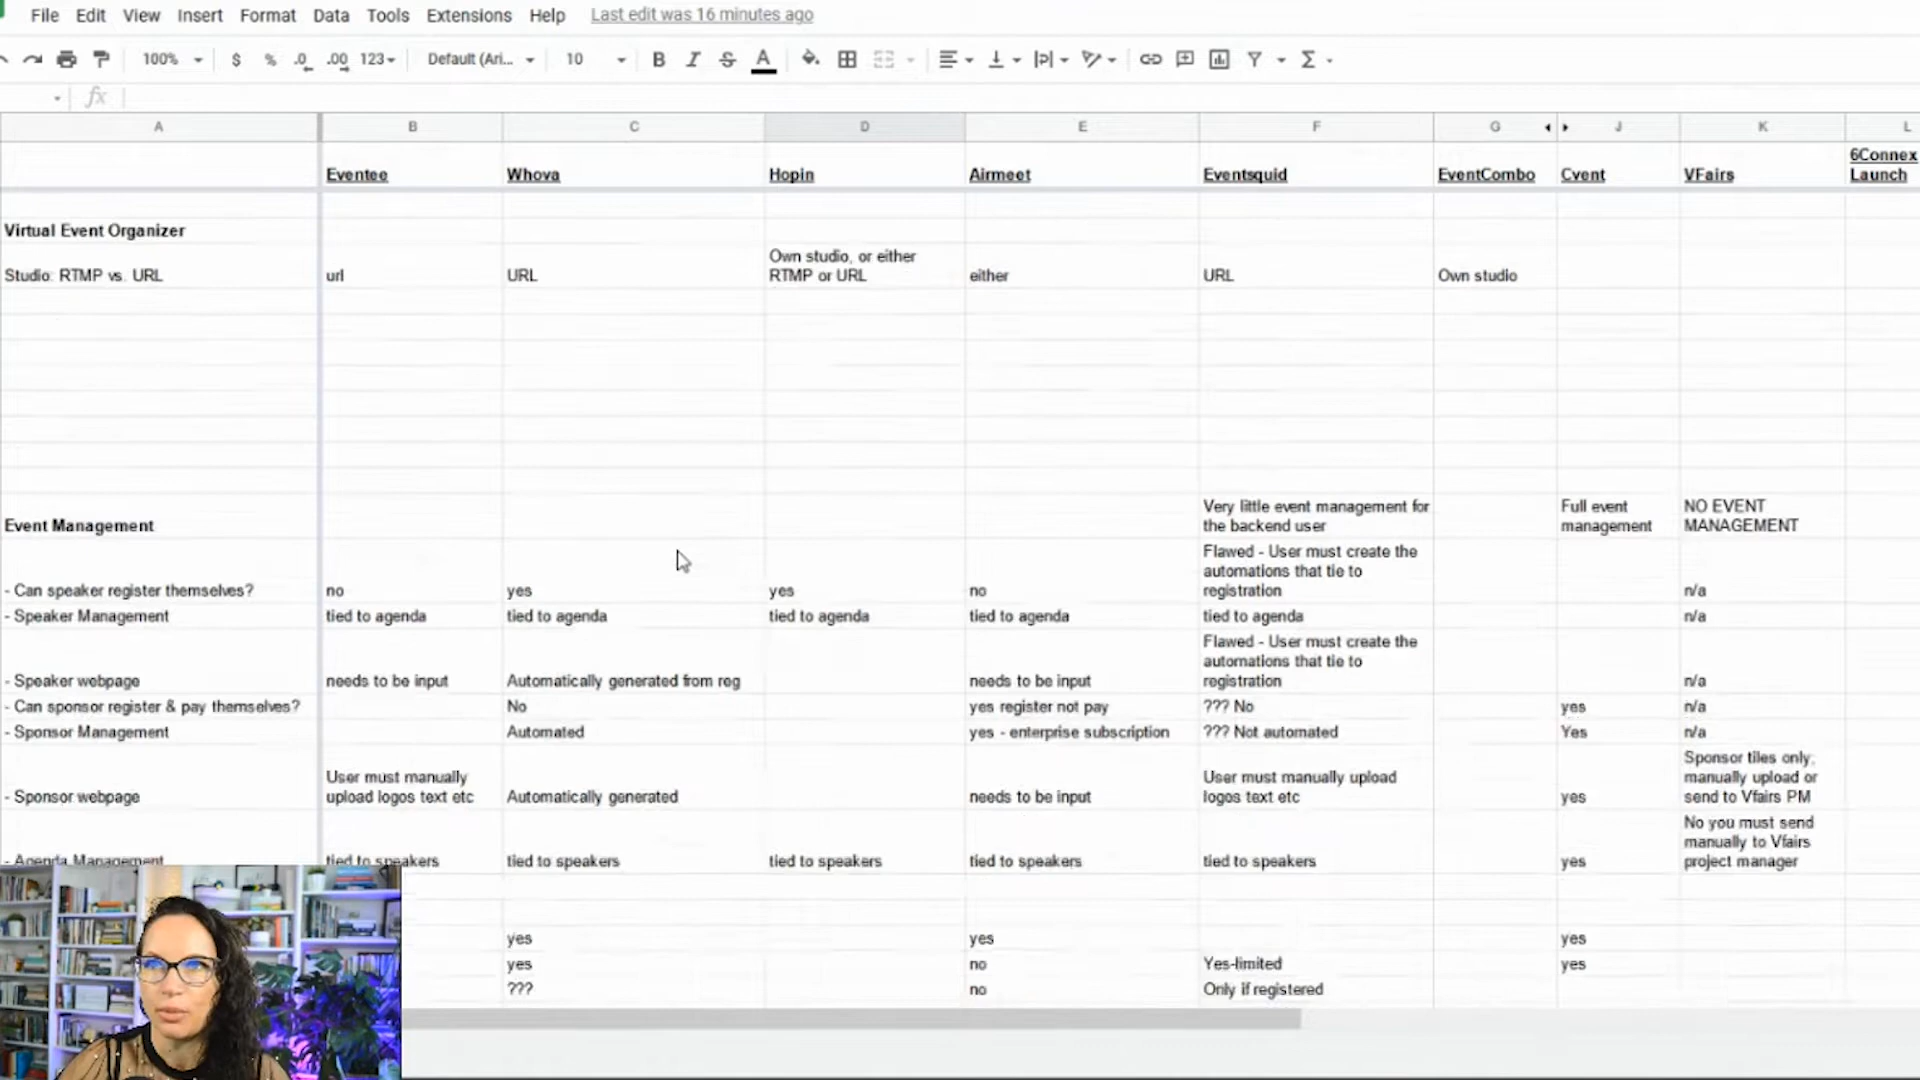 File Edit View Insert Format Data Tools Extensions Help Last edit was 16 minutes ago
100% $ % .0 .00 123 Default (Ari... 10 B I S A
fx
A B C D E F G J K L
Eventee Whova Hopin Airmeet Eventsquid EventCombo Cvent VFairs 6Connex Launch
Virtual Event Organizer
Studio: RTMP vs. URL url URL Own studio, or either RTMP or URL either URL Own studio
Event Management Very little event management for the backend user Full event management NO EVENT MANAGEMENT
- Can speaker register themselves? no yes yes no Flawed - User must create the automations that tie to registration n/a
- Speaker Management tied to agenda tied to agenda tied to agenda tied to agenda tied to agenda n/a
- Speaker webpage needs to be input Automatically generated from reg needs to be input Flawed - User must create the automations that tie to registration n/a
- Can sponsor register & pay themselves? No yes register not pay ??? No yes n/a
- Sponsor Management Automated yes - enterprise subscription ??? Not automated Yes n/a
- Sponsor webpage User must manually upload logos text etc Automatically generated needs to be input User must manually upload logos text etc yes Sponsor tiles only; manually upload or send to Vfairs PM
- Agenda Management tied to speakers tied to speakers tied to speakers tied to speakers tied to speakers yes No you must send manually to Vfairs project manager
yes yes yes
yes no Yes-limited yes
??? no Only if registered